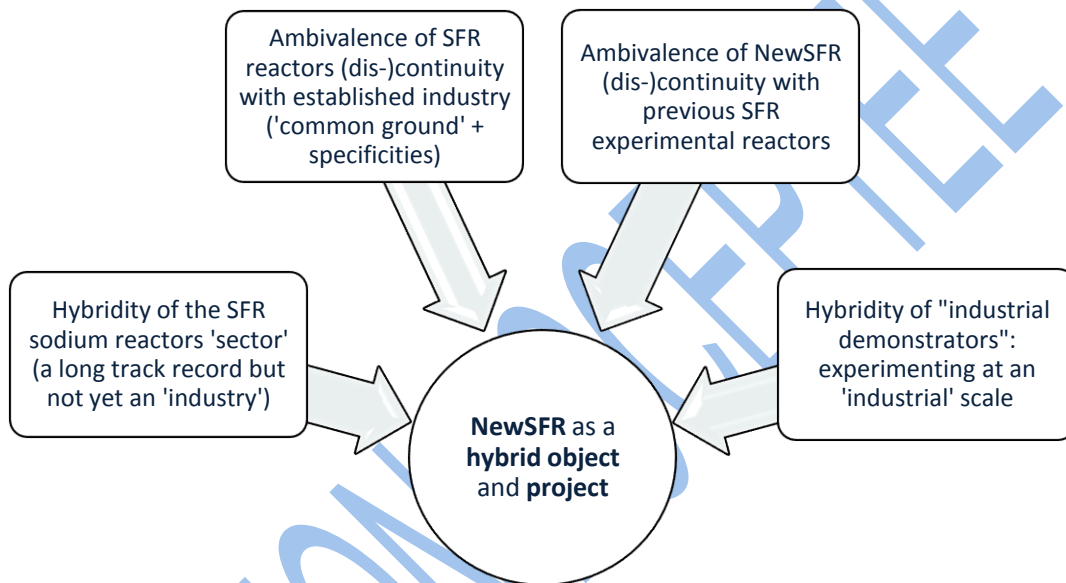 Ambivalence of SFR
reactors (dis-)continuity
with established industry
('common ground' +
specificities)
Ambivalence of NewSFR
(dis-)continuity with
previous SFR
experimental reactors
Hybridity of the SFR
sodium reactors 'sector'
(a long track record but
not yet an 'industry')
Hybridity of "industrial
demonstrators":
experimenting at an
'industrial' scale
NewSFR as a
hybrid object
and project